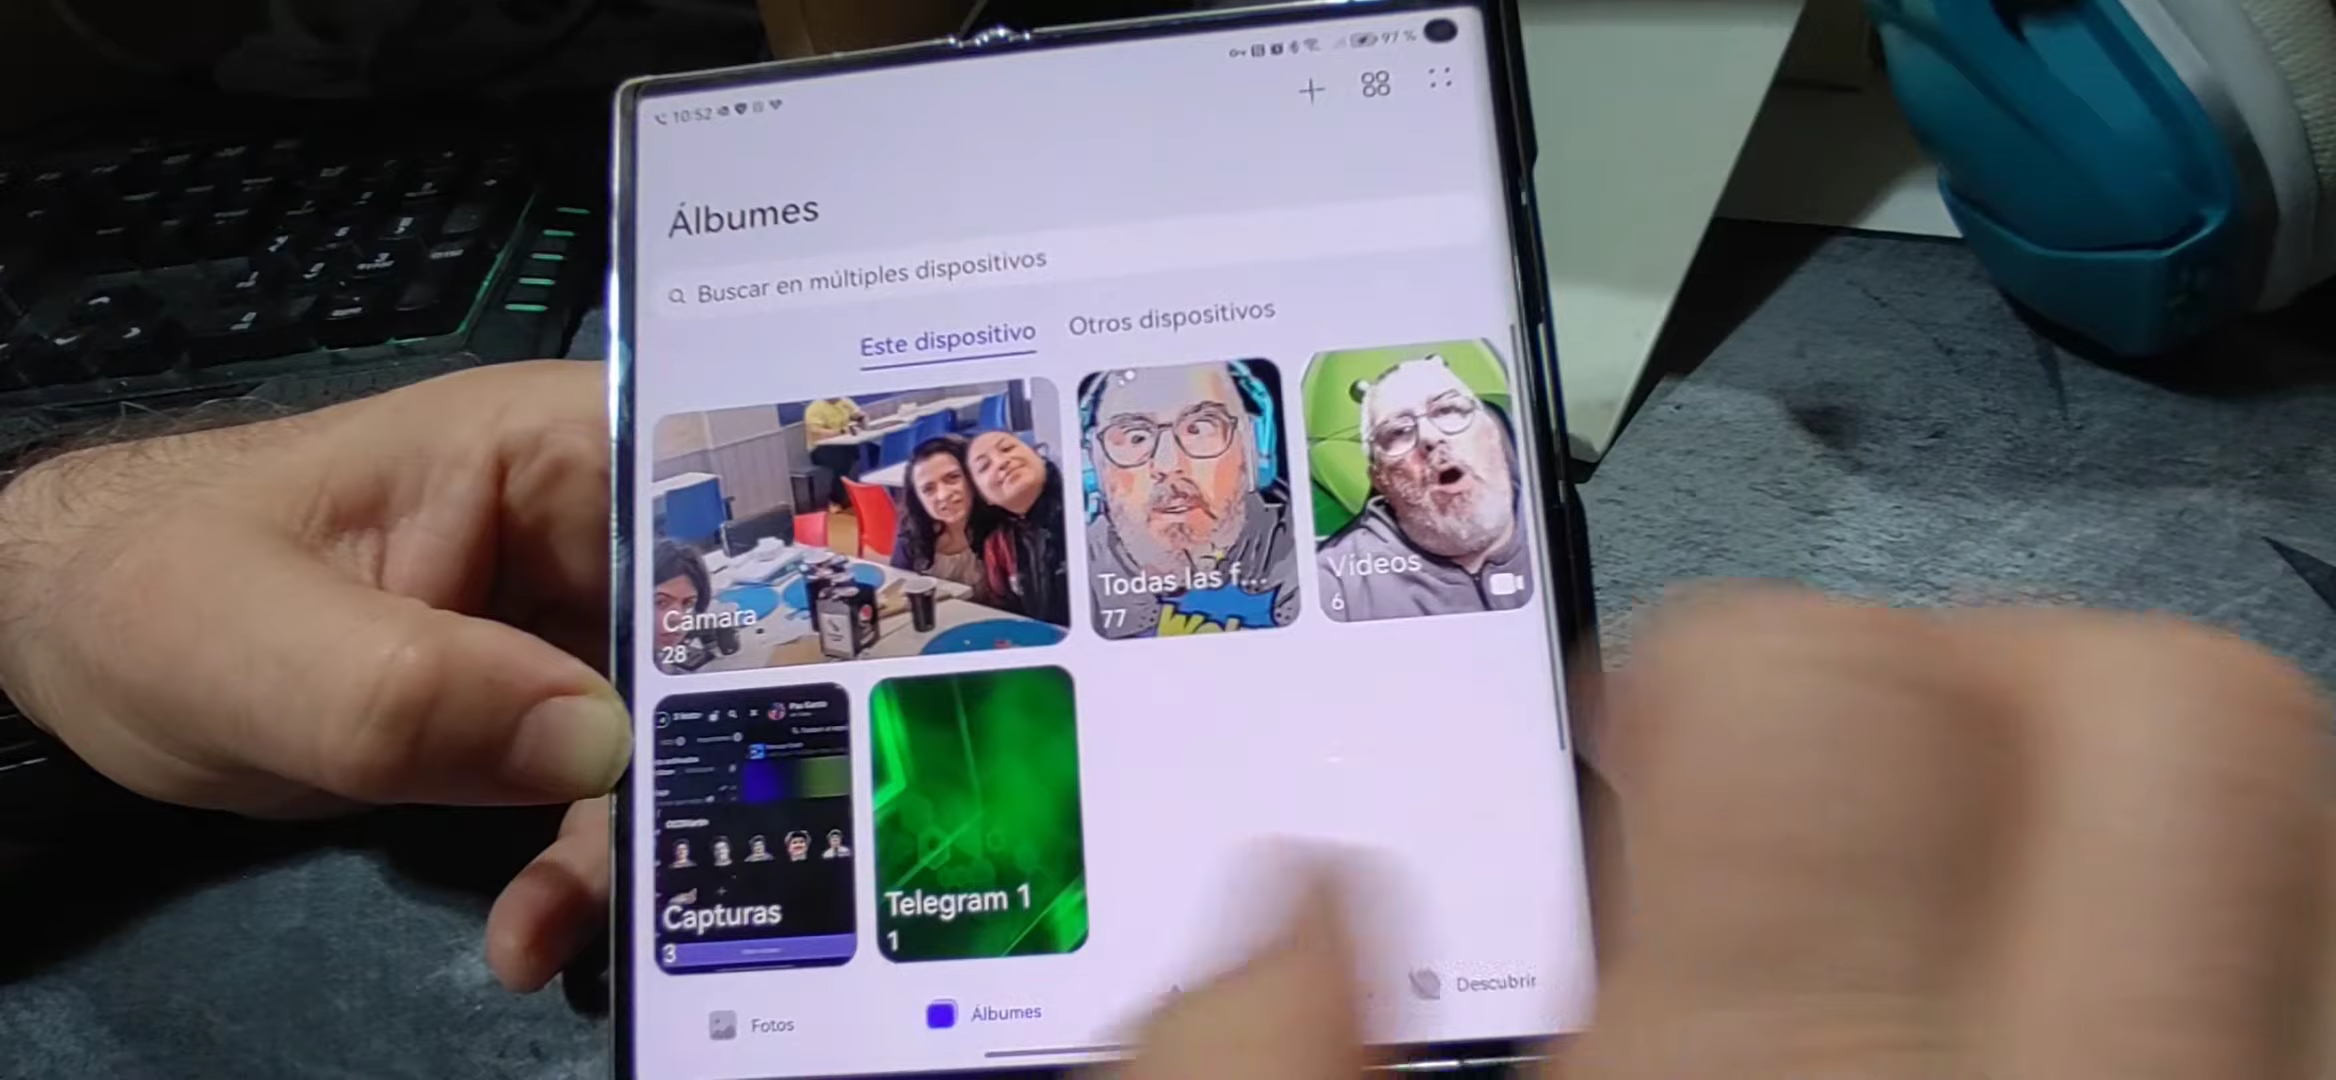 10:52
97 %
Álbumes
Buscar en múltiples dispositivos
Este dispositivo
Otros dispositivos
Cámara
28
Todas las f...
77
Vídeos
6
Capturas
3
Telegram 1
1
Fotos
Álbumes
Descubrir